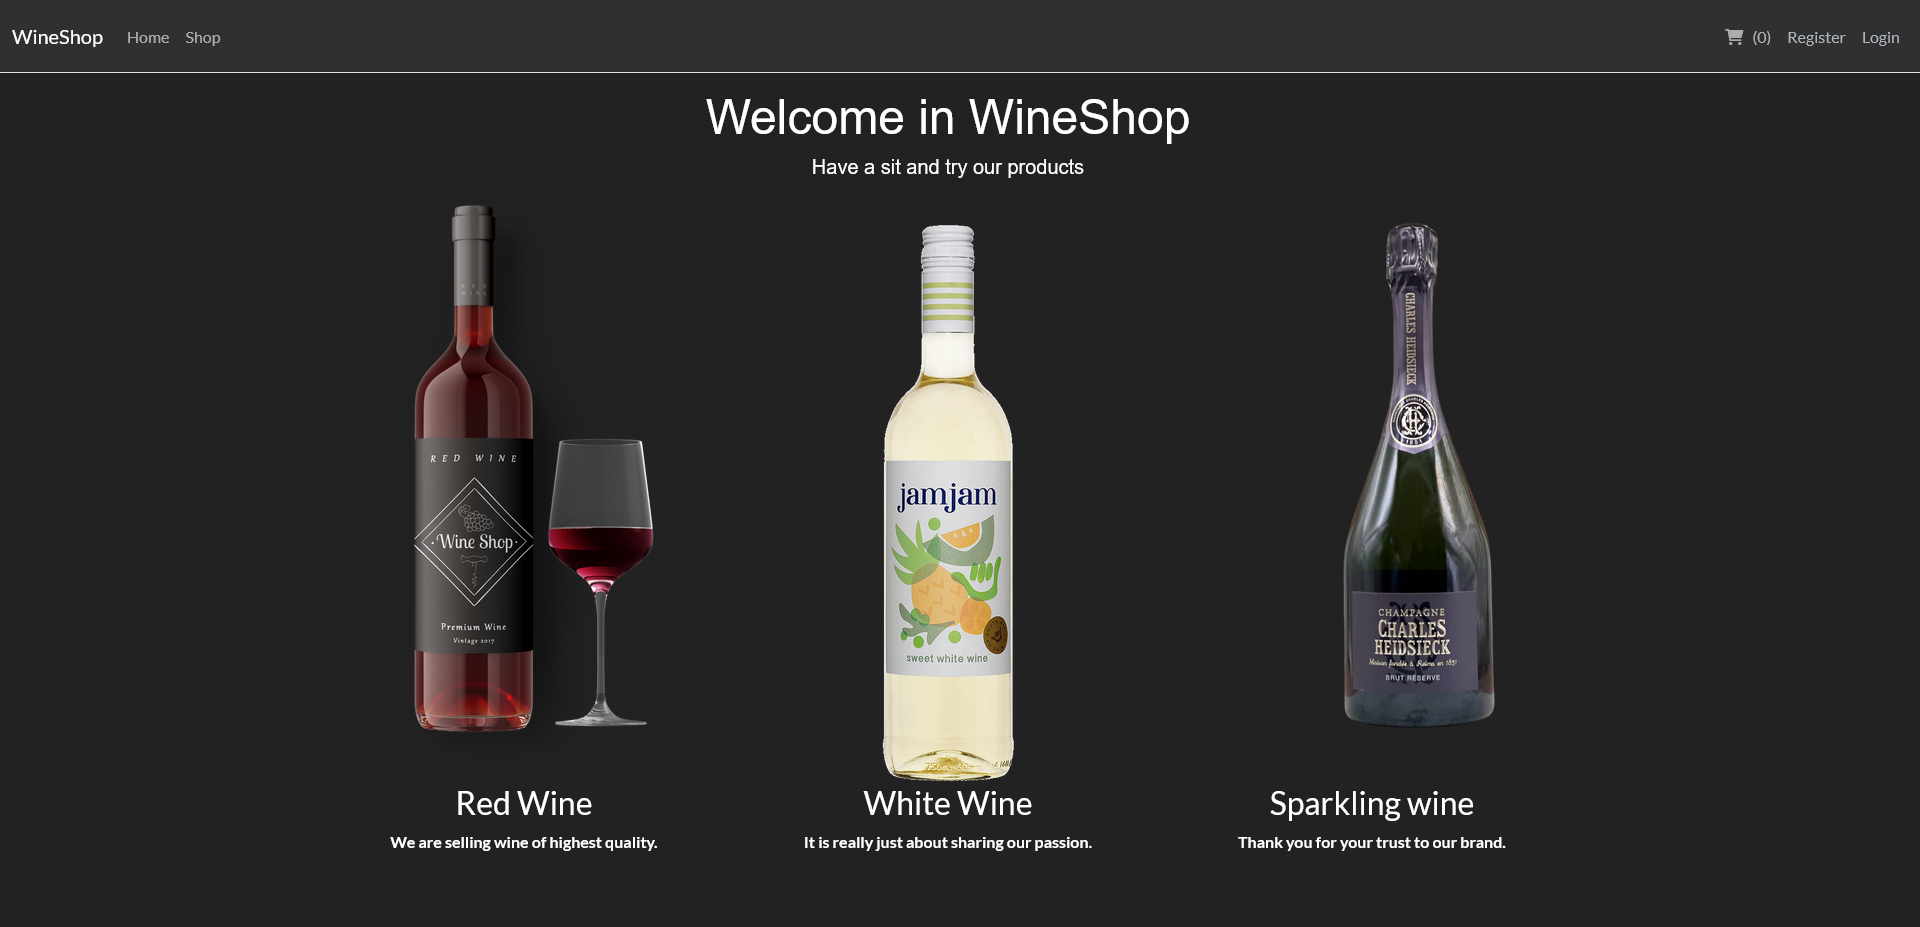 WineShop Home Shop (0) Register Login
Welcome in WineShop
Have a sit and try our products
RED WINE
RED WINE
Wine Shop
Premium Wine
Vintage 2017
jamjam
sweet white wine
CHARLES HEIDSIECK
1851
CHAMPAGNE
CHARLES
HEIDSIECK
Maison fondée à Reims en 1851
BRUT RÉSERVE
Red Wine
We are selling wine of highest quality.
White Wine
It is really just about sharing our passion.
Sparkling wine
Thank you for your trust to our brand.